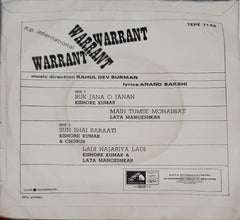 7EPE 7146
n.p. international
WARRANT
WARRANT
WARRANT
music direction RAHUL DEV BURMAN
lyrics: ANAND BAKSHI
SIDE 1
RUK JANA O JANAN
KISHORE KUMAR
MAIN TUMSE MOHABBAT
LATA MANGESHKAR
SIDE 2
SUN BHAI BARAATI
KISHORE KUMAR
& CHORUS
LADI NAJARIYA LADI
KISHORE KUMAR &
LATA MANGESHKAR